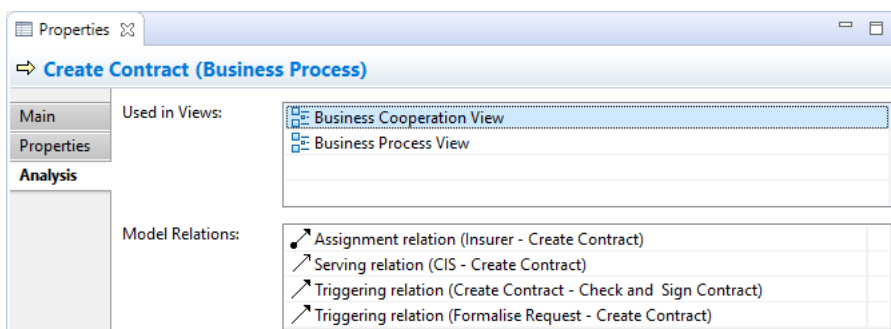 Properties
Create Contract (Business Process)
Main
Properties
Analysis
Used in Views:
Business Cooperation View
Business Process View
Model Relations:
Assignment relation (Insurer - Create Contract)
Serving relation (CIS - Create Contract)
Triggering relation (Create Contract - Check and  Sign Contract)
Triggering relation (Formalise Request - Create Contract)